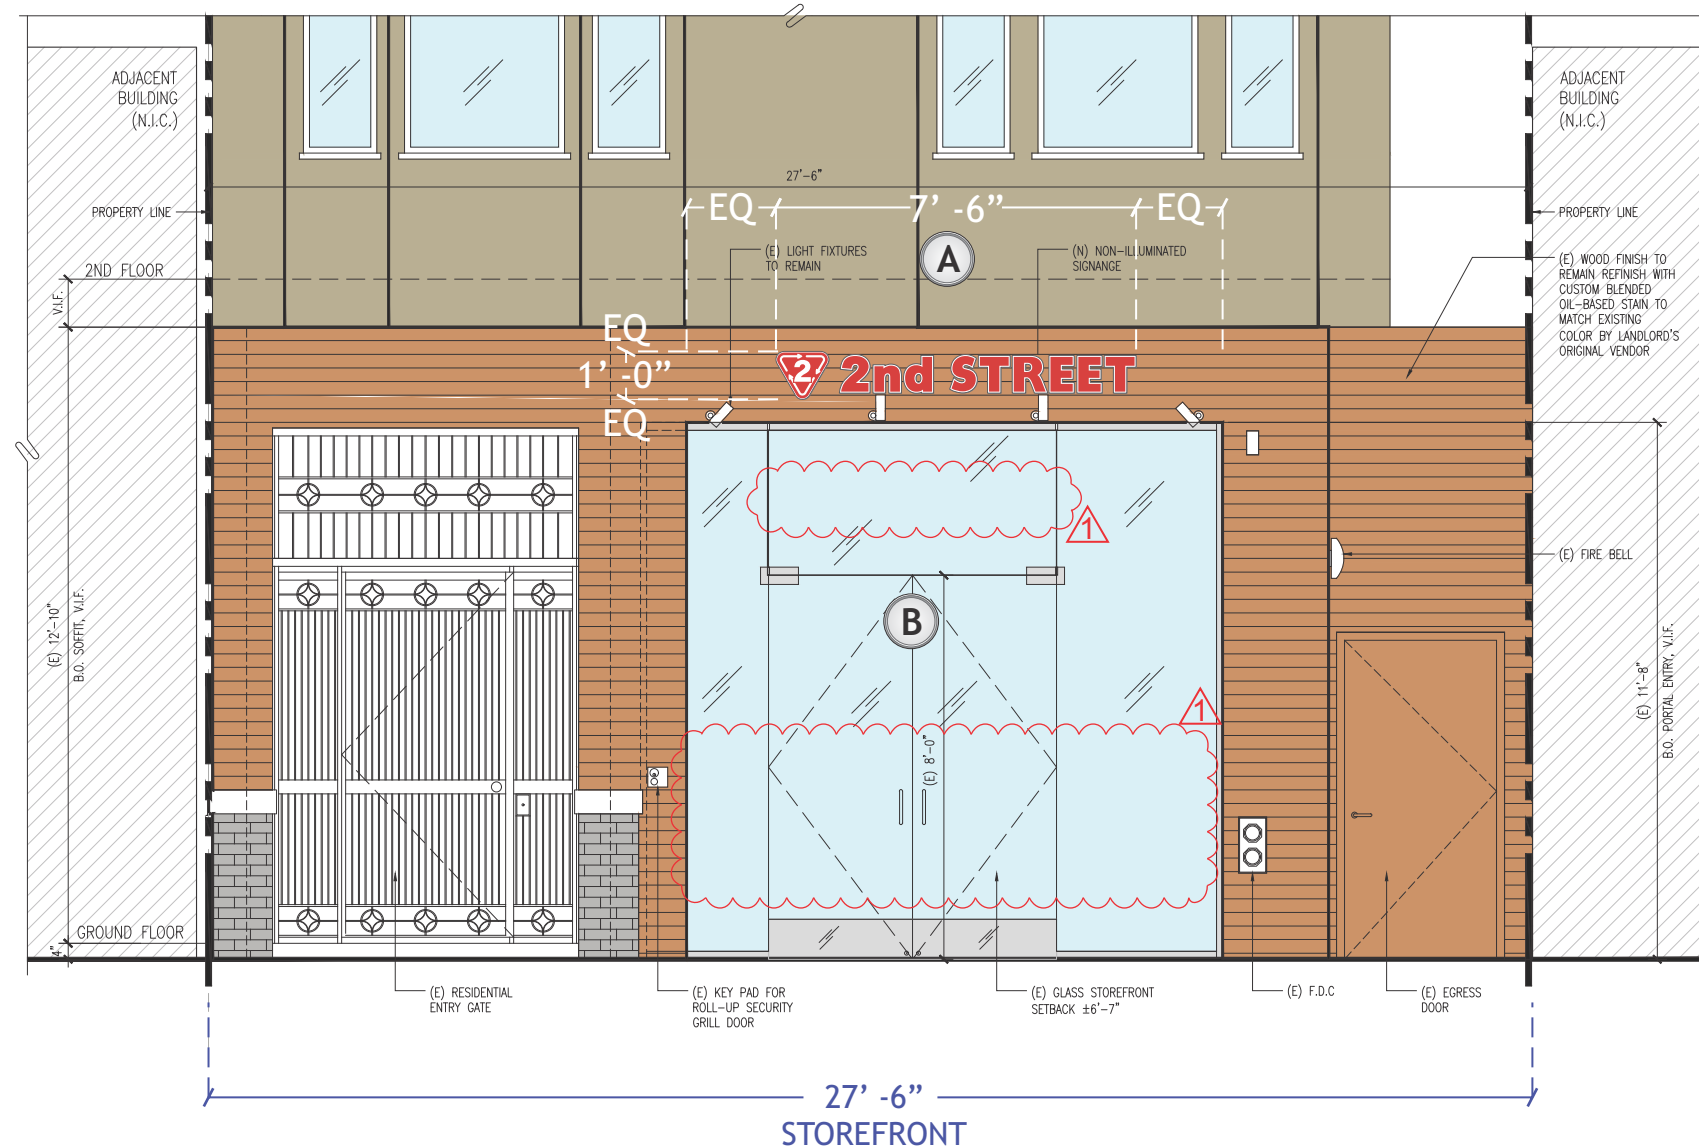 ADJACENT
BUILDING
(N.I.C.)
ADJACENT
BUILDING
(N.I.C.)
27'-6"
EQ
7' -6"
EQ
PROPERTY LINE
PROPERTY LINE
(E) LIGHT FIXTURES
TO REMAIN
A
(N) NON-ILLUMINATED
SIGNANGE
2ND FLOOR
V.I.F.
(E) WOOD FINISH TO
REMAIN REFINISH WITH
CUSTOM BLENDED
OIL-BASED STAIN TO
MATCH EXISTING
COLOR BY LANDLORD'S
ORIGINAL VENDOR
EQ
1' -0"
EQ
2 2nd STREET
1
(E) FIRE BELL
B
(E) 12'-10"
B.O. SOFFIT, V.I.F.
(E) 11'-8"
B.O. PORTAL ENTRY, V.I.F.
1
(E) 8'-0"
GROUND FLOOR
4"
(E) RESIDENTIAL
ENTRY GATE
(E) KEY PAD FOR
ROLL-UP SECURITY
GRILL DOOR
(E) GLASS STOREFRONT
SETBACK ±6'-7"
(E) F.D.C
(E) EGRESS
DOOR
27' -6"
STOREFRONT